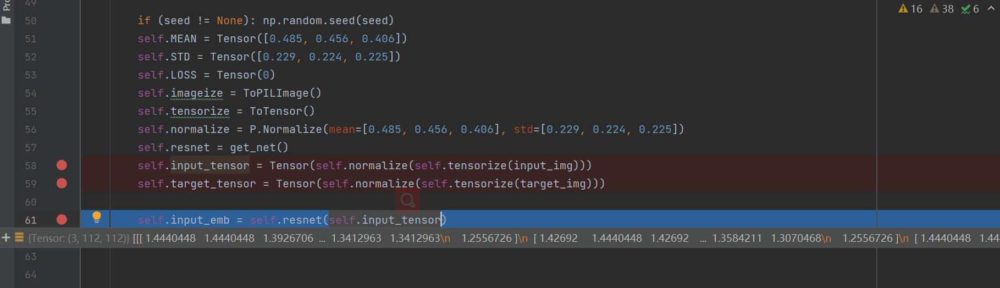 Pro
49
16 38 6
50 if (seed != None): np.random.seed(seed)
51 self.MEAN = Tensor([0.485, 0.456, 0.406])
52 self.STD = Tensor([0.229, 0.224, 0.225])
53 self.LOSS = Tensor(0)
54 self.imageize = ToPILImage()
55 self.tensorize = ToTensor()
56 self.normalize = P.Normalize(mean=[0.485, 0.456, 0.406], std=[0.229, 0.224, 0.225])
57 self.resnet = get_net()
58 self.input_tensor = Tensor(self.normalize(self.tensorize(input_img)))
59 self.target_tensor = Tensor(self.normalize(self.tensorize(target_img)))
60
61 self.input_emb = self.resnet(self.input_tensor)
{Tensor: (3, 112, 112)} [[[ 1.4440448 1.4440448 1.3926706 ... 1.3412963 1.3412963\n 1.2556726 ]\n [ 1.42692 1.4440448 1.42692 ... 1.3584211 1.3070468\n 1.2556726 ]\n [ 1.4440448 1.44
63
64